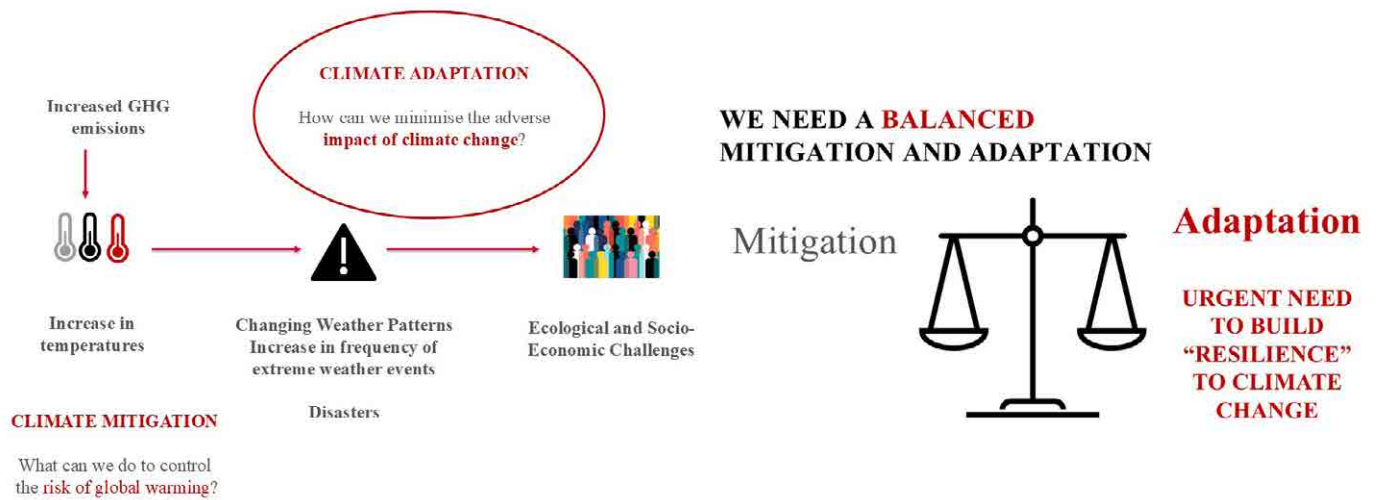 Increased GHG
emissions
CLIMATE ADAPTATION
How can we minimise the adverse
impact of climate change?
Increase in
temperatures
Changing Weather Patterns
Increase in frequency of
extreme weather events
Disasters
Ecological and Socio-
Economic Challenges
CLIMATE MITIGATION
What can we do to control
the risk of global warming?
WE NEED A BALANCED
MITIGATION AND ADAPTATION
Mitigation
Adaptation
URGENT NEED
TO BUILD
“RESILIENCE”
TO CLIMATE
CHANGE